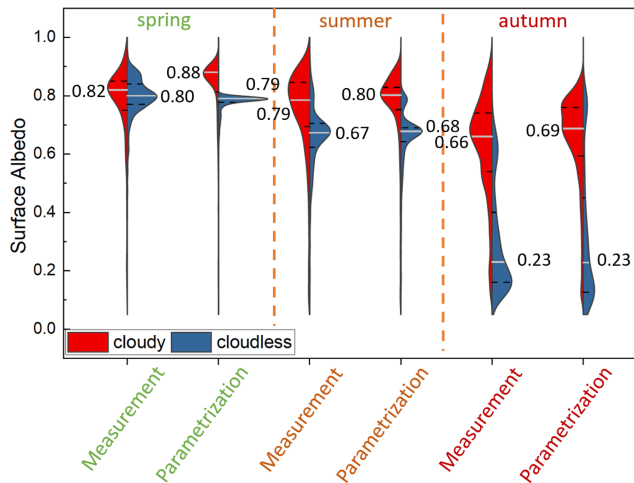 spring
summer
autumn
Surface Albedo
1.0
0.8
0.6
0.4
0.2
0.0
0.82
0.80
0.88
0.79
0.79
0.67
0.80
0.68
0.66
0.23
0.69
0.23
cloudy
cloudless
Measurement
Parametrization
Measurement
Parametrization
Measurement
Parametrization